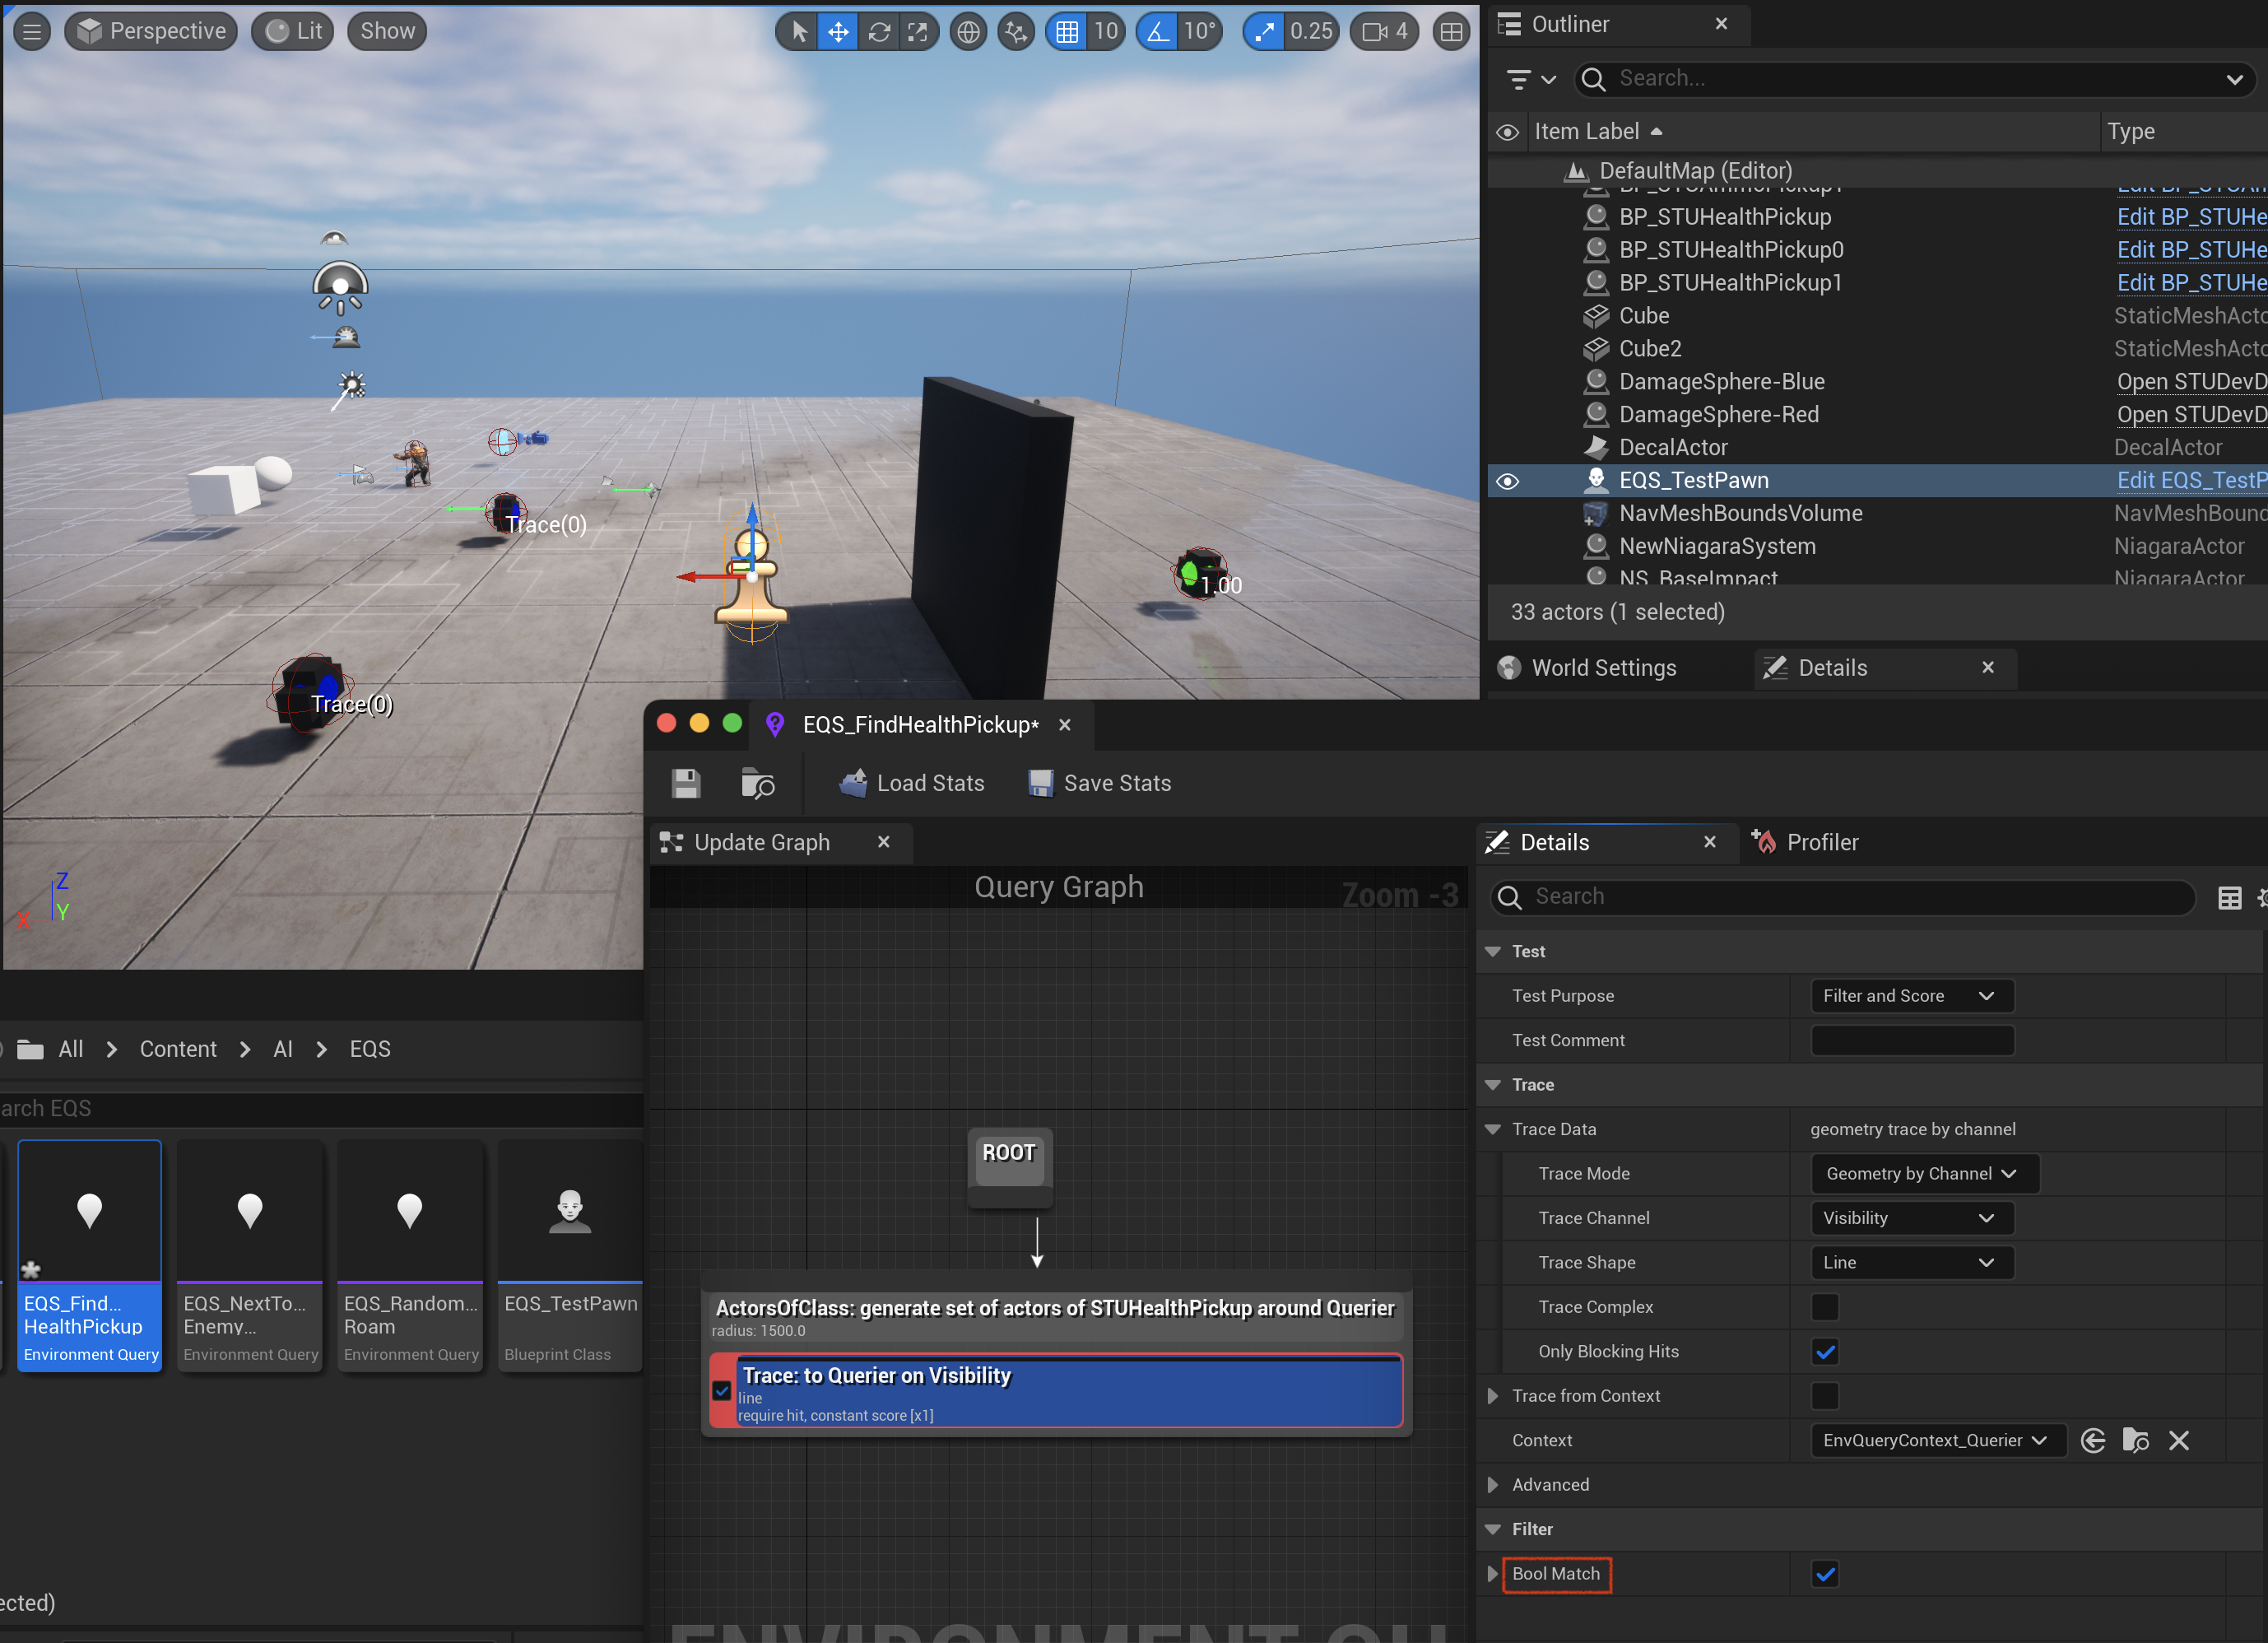 Perspective
Lit
Show
10
10°
0.25
4
Trace(0)
1.00
Trace(0)
Z
X
Y
Outliner
Search...
Item Label
Type
DefaultMap (Editor)
BP_STUHealthPickup
Edit BP_STUHe
BP_STUHealthPickup0
Edit BP_STUHe
BP_STUHealthPickup1
Edit BP_STUHe
Cube
StaticMeshActo
Cube2
StaticMeshActo
DamageSphere-Blue
Open STUDevD
DamageSphere-Red
Open STUDevD
DecalActor
DecalActor
EQS_TestPawn
Edit EQS_TestP
NavMeshBoundsVolume
NavMeshBound
NewNiagaraSystem
NiagaraActor
NS_BaseImpact
NiagaraActor
33 actors (1 selected)
World Settings
Details
EQS_FindHealthPickup*
Load Stats
Save Stats
Update Graph
Query Graph
Zoom -3
ROOT
ActorsOfClass: generate set of actors of STUHealthPickup around Querier
radius: 1500.0
Trace: to Querier on Visibility
line
require hit, constant score [x1]
Details
Profiler
Search
Test
Test Purpose
Filter and Score
Test Comment
Trace
Trace Data
geometry trace by channel
Trace Mode
Geometry by Channel
Trace Channel
Visibility
Trace Shape
Line
Trace Complex
Only Blocking Hits
Trace from Context
Context
EnvQueryContext_Querier
Advanced
Filter
Bool Match
All
Content
AI
EQS
arch EQS
EQS_Find...
HealthPickup
Environment Query
EQS_NextTo...
Enemy...
Environment Query
EQS_Random...
Roam
Environment Query
EQS_TestPawn
Blueprint Class
ected)